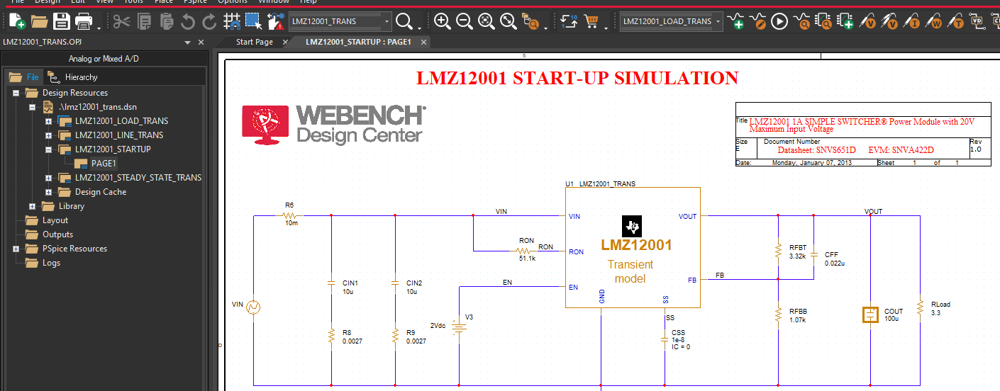 File Design Edit View Tools Place PSpice Options Window Help
LMZ12001_TRANS
LMZ12001_LOAD_TRANS
LMZ12001_TRANS.OPJ
Start Page
LMZ12001_STARTUP : PAGE1
Analog or Mixed A/D
File
Hierarchy
Design Resources
.\lmz12001_trans.dsn
LMZ12001_LOAD_TRANS
LMZ12001_LINE_TRANS
LMZ12001_STARTUP
PAGE1
LMZ12001_STEADY_STATE_TRANS
Design Cache
Library
Layout
Outputs
PSpice Resources
Logs
5
LMZ12001 START-UP SIMULATION
WEBENCH®
Design Center
Title LMZ12001 1A SIMPLE SWITCHER® Power Module with 20V
Maximum Input Voltage
Size Document Number Rev
E Datasheet: SNVS651D EVM: SNVA422D 1.0
Date: Monday, January 07, 2013 Sheet 1 of 1
U1 LMZ12001_TRANS
R6
10m
VIN
VIN
VOUT
VOUT
RON
51.1k
RON
RON
LMZ12001
Transient
model
RFBT
3.32k
CFF
0.022u
FB
FB
EN
EN
GND
SS
SS
CIN1
10u
CIN2
10u
VIN
R8
0.0027
R9
0.0027
V3
2Vdc
CSS
1e-8
IC = 0
RFBB
1.07k
COUT
100u
RLoad
3.3
D